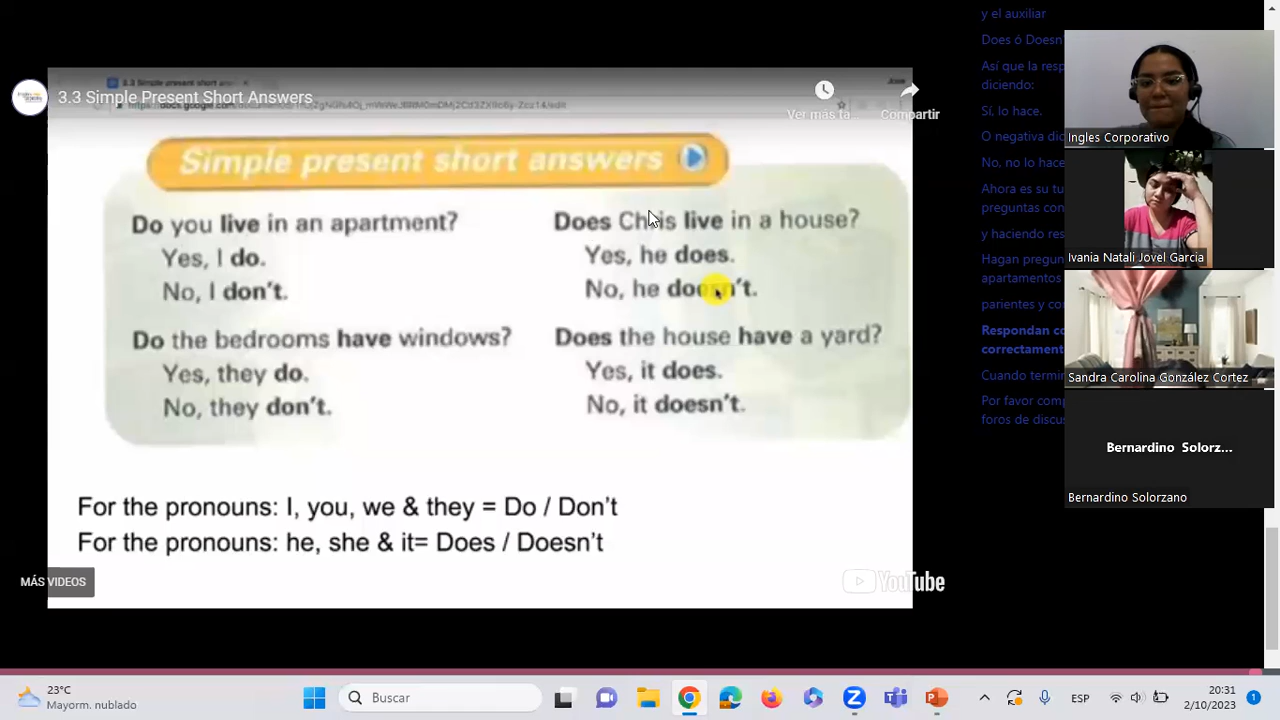 3.3 Simple Present Short Answers
Ver más ta...
Compartir
Simple present short answers
Do you live in an apartment?
Yes, I do.
No, I don't.
Do the bedrooms have windows?
Yes, they do.
No, they don't.
Does Chris live in a house?
Yes, he does.
No, he doesn't.
Does the house have a yard?
Yes, it does.
No, it doesn't.
For the pronouns: I, you, we & they = Do / Don't
For the pronouns: he, she & it= Does / Doesn't
MÁS VIDEOS
YouTube
y el auxiliar
Does ó Doesn
Así que la resp
diciendo:
Sí, lo hace.
O negativa dic
No, no lo hace
Ahora es su tu
preguntas con
y haciendo res
Hagan pregun
apartamentos
parientes y co
Respondan co
correctament
Cuando termin
Por favor comp
foros de discus
Ingles Corporativo
Ivania Natali Jovel Garcia
Sandra Carolina González Cortez
Bernardino Solorz...
Bernardino Solorzano
23°C
Mayorm. nublado
Buscar
ESP
20:31
2/10/2023
1